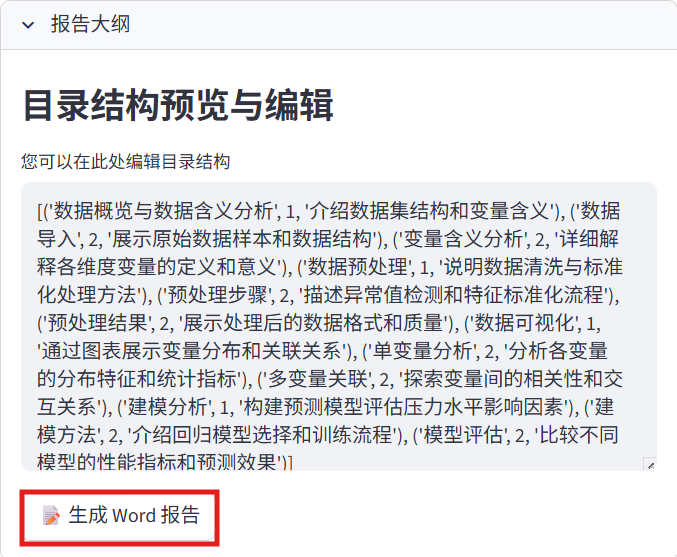 报告大纲
目录结构预览与编辑
您可以在此处编辑目录结构
[('数据概览与数据含义分析', 1, '介绍数据集结构和变量含义'), ('数据
导入', 2, '展示原始数据样本和数据结构'), ('变量含义分析', 2, '详细解
释各维度变量的定义和意义'), ('数据预处理', 1, '说明数据清洗与标准
化处理方法'), ('预处理步骤', 2, '描述异常值检测和特征标准化流程'),
('预处理结果', 2, '展示处理后的数据格式和质量'), ('数据可视化', 1,
'通过图表展示变量分布和关联关系'), ('单变量分析', 2, '分析各变量
的分布特征和统计指标'), ('多变量关联', 2, '探索变量间的相关性和交
互关系'), ('建模分析', 1, '构建预测模型评估压力水平影响因素'), ('建
模方法', 2, '介绍回归模型选择和训练流程'), ('模型评估', 2, '比较不同
模型的性能指标和预测效果')]
生成 Word 报告